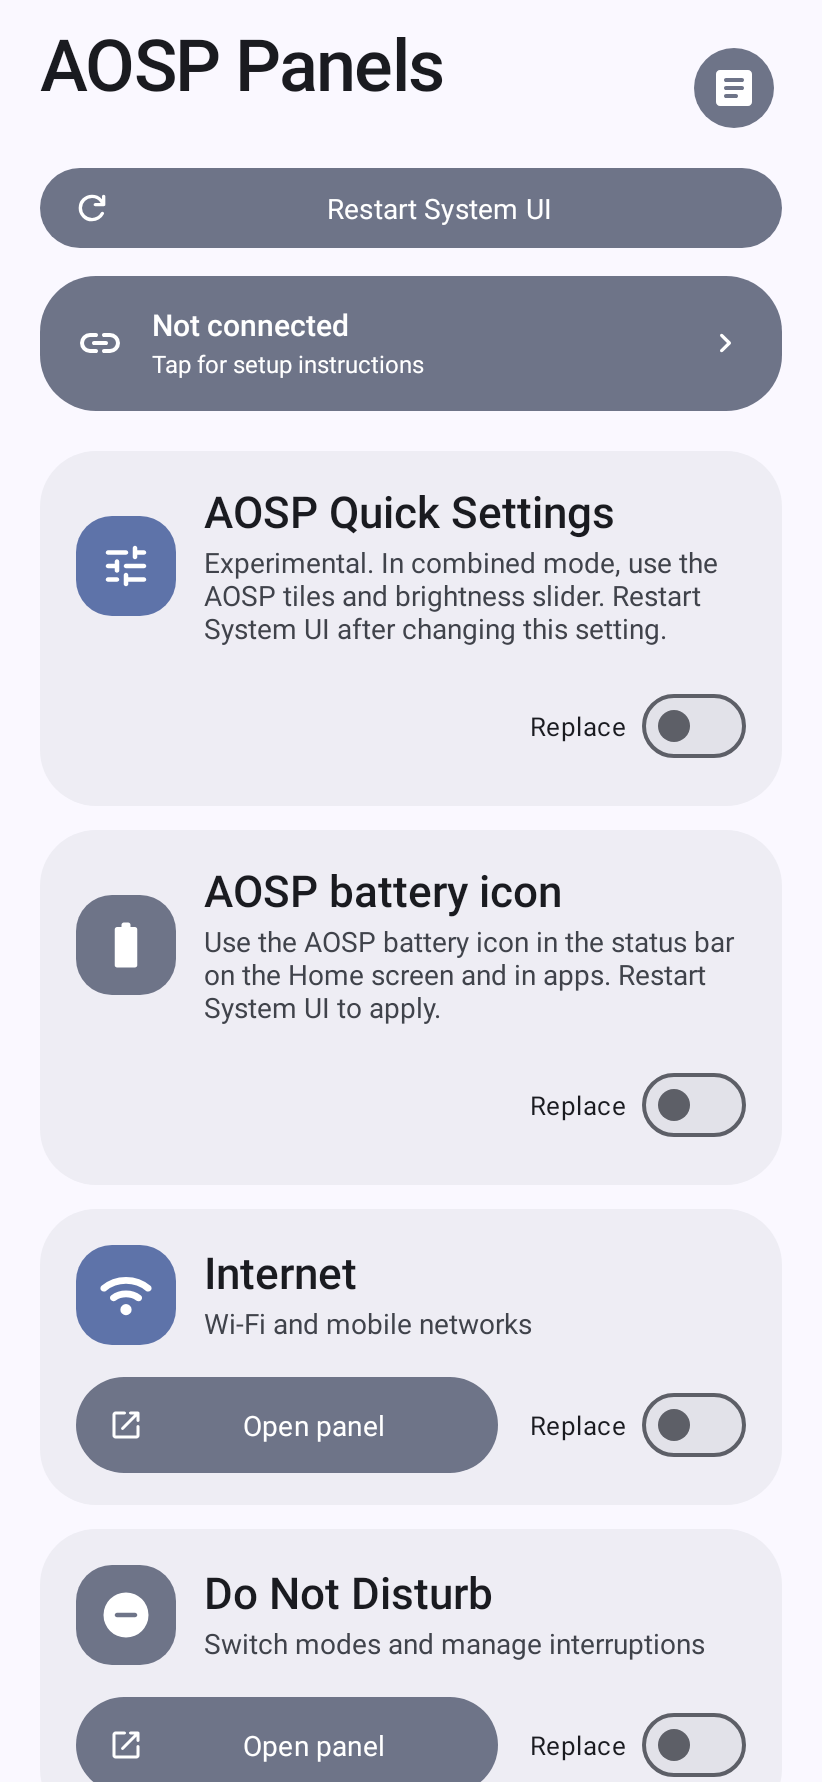 AOSP Panels
Restart System UI
Not connected
Tap for setup instructions
AOSP Quick Settings
Experimental. In combined mode, use the
AOSP tiles and brightness slider. Restart
System UI after changing this setting.
Replace
AOSP battery icon
Use the AOSP battery icon in the status bar
on the Home screen and in apps. Restart
System UI to apply.
Replace
Internet
Wi-Fi and mobile networks
Open panel
Replace
Do Not Disturb
Switch modes and manage interruptions
Open panel
Replace